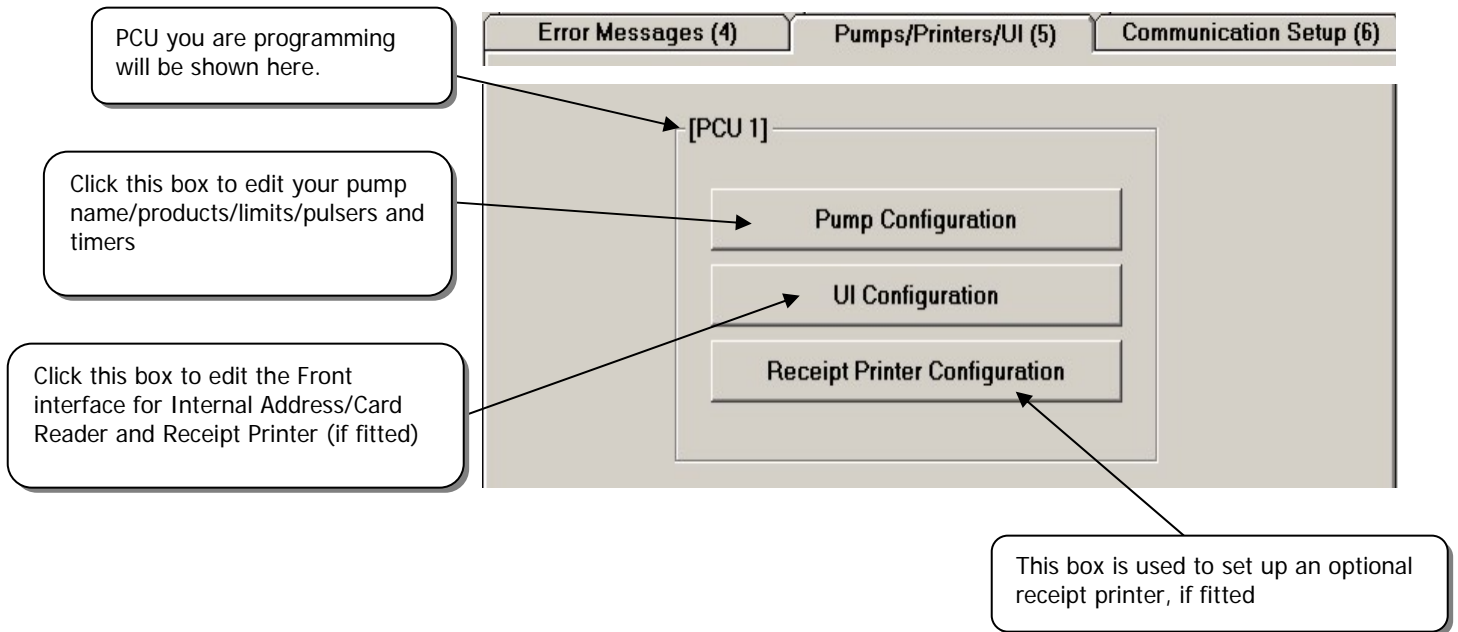 PCU you are programming
will be shown here.
Error Messages (4)
Pumps/Printers/UI (5)
Communication Setup (6)
[PCU 1]
Click this box to edit your pump
name/products/limits/pulsers and
timers
Pump Configuration
UI Configuration
Click this box to edit the Front
interface for Internal Address/Card
Reader and Receipt Printer (if fitted)
Receipt Printer Configuration
This box is used to set up an optional
receipt printer, if fitted